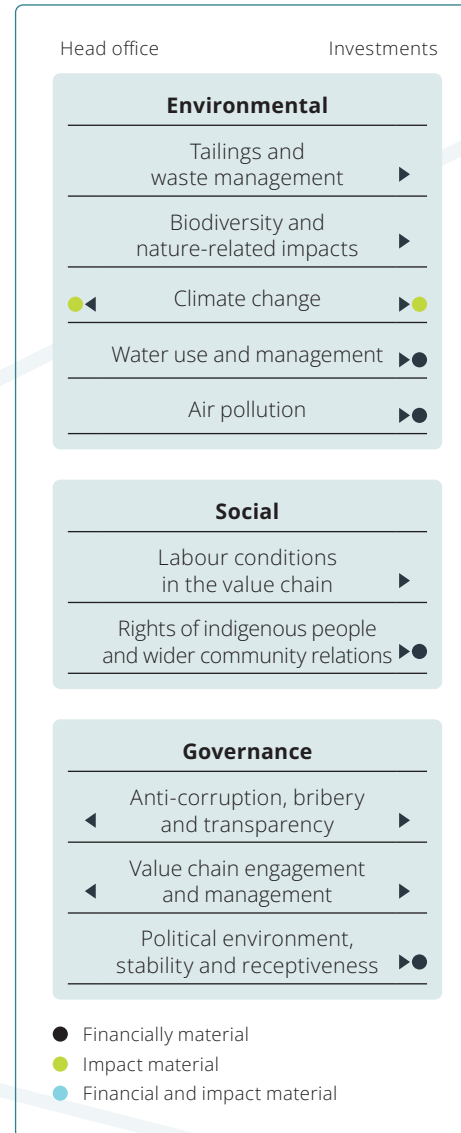 Head office Investments
Environmental
Tailings and
waste management
Biodiversity and
nature-related impacts
Climate change
Water use and management
Air pollution
Social
Labour conditions
in the value chain
Rights of indigenous people
and wider community relations
Governance
Anti-corruption, bribery
and transparency
Value chain engagement
and management
Political environment,
stability and receptiveness
Financially material
Impact material
Financial and impact material